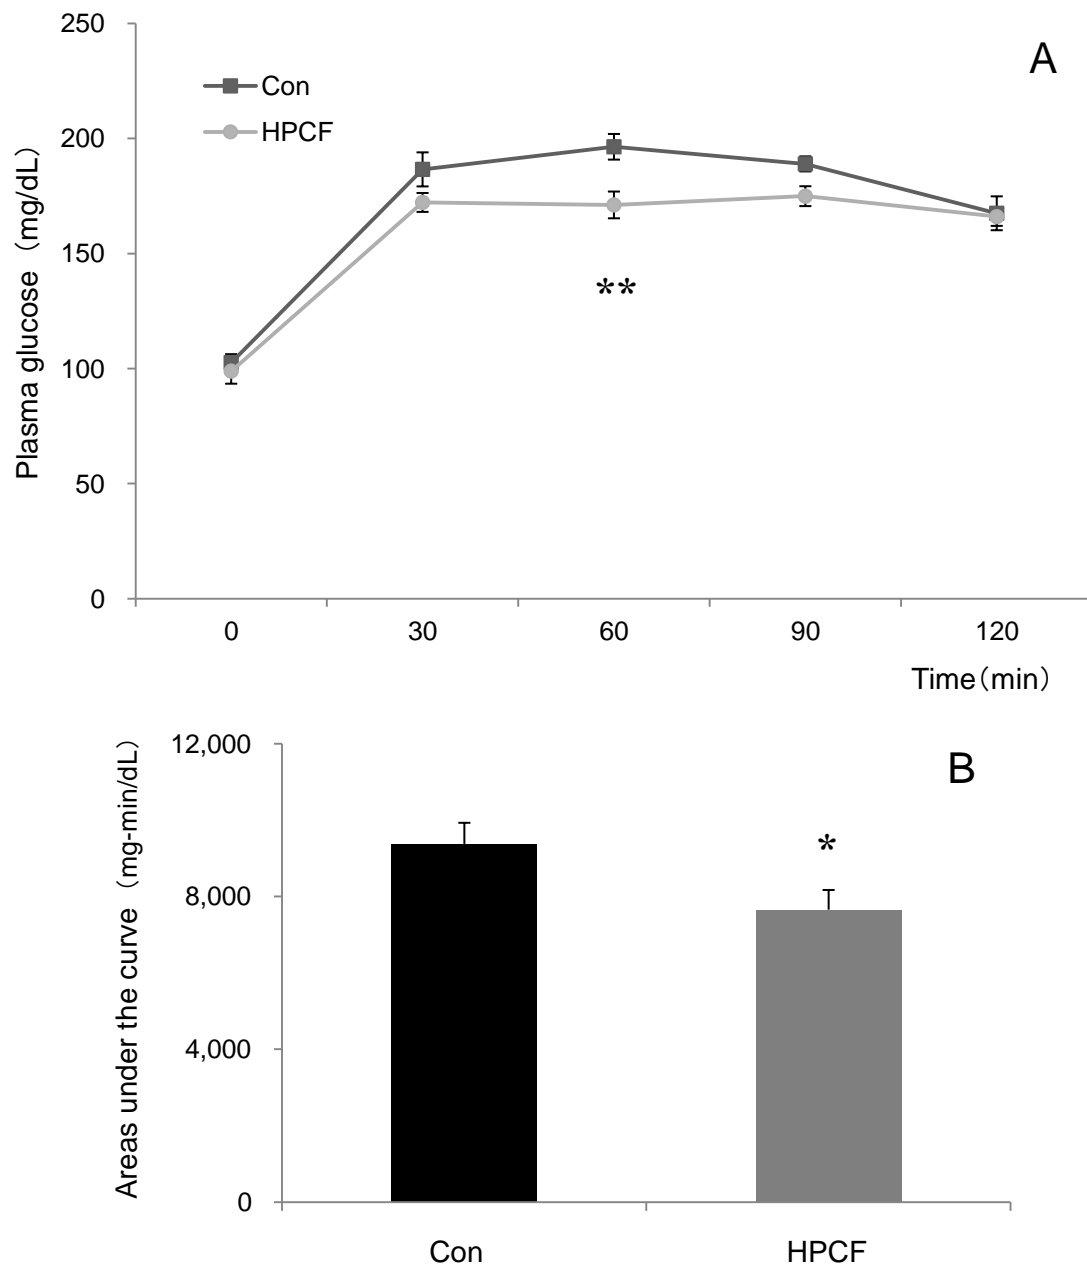 250
A
Con
200
HPCF
Plasma glucose (mg/dL)
150
**
100
50
0
0 30 60 90 120
Time(min)
12,000
B
Areas under the curve (mg-min/dL)
*
8,000
4,000
0
Con HPCF